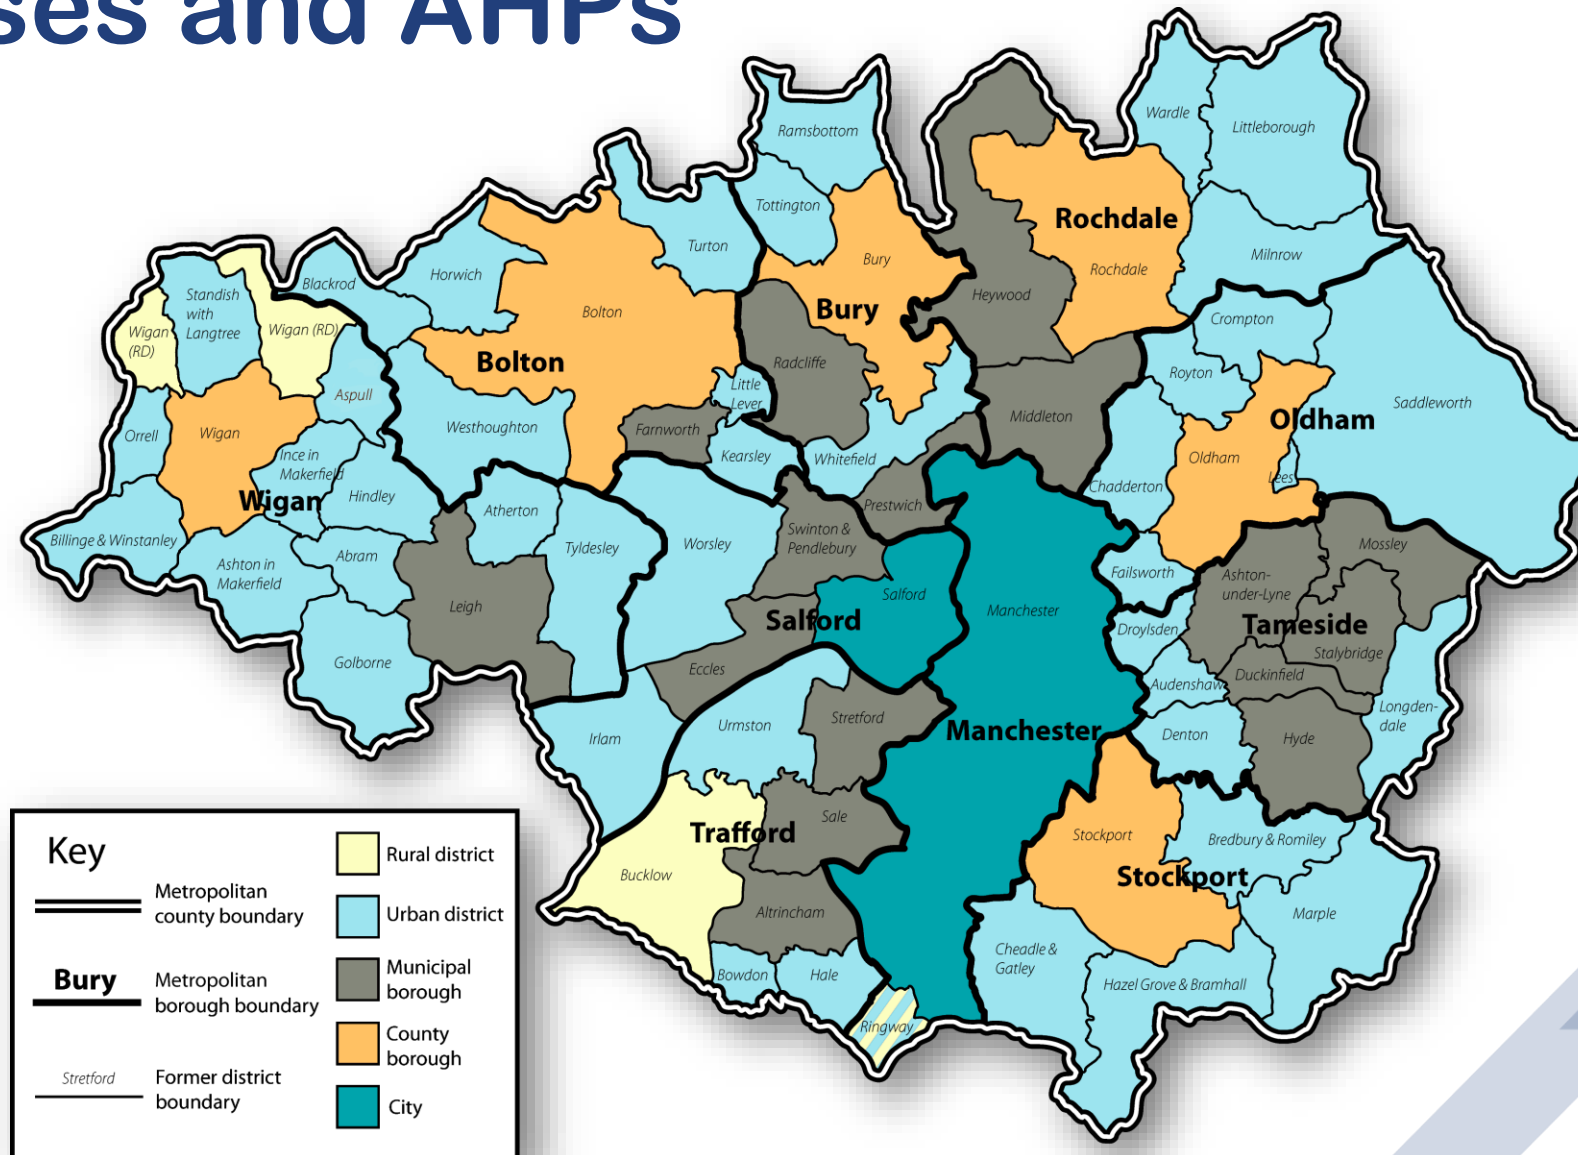 ses and AHPs
Ramsbottom
Wardle
Littleborough
Tottington
Rochdale
Turton
Bury
Rochdale
Milnrow
Horwich
Blackrod
Standish
with
Langtree
Wigan (RD)
Wigan
(RD)
Bolton
Bury
Heywood
Crompton
Bolton
Radcliffe
Royton
Aspull
Little
Lever
Saddleworth
Oldham
Middleton
Orrell
Wigan
Westhoughton
Farnworth
Kearsley
Whitefield
Oldham
Lees
Chadderton
Ince in
Makerfield
Wigan
Hindley
Atherton
Prestwich
Billinge & Winstanley
Abram
Tyldesley
Worsley
Swinton &
Pendlebury
Mossley
Ashton in
Makerfield
Failsworth
Ashton-
under-Lyne
Leigh
Salford
Salford
Manchester
Droylsden
Tameside
Stalybridge
Golborne
Eccles
Duckinfield
Audenshaw
Longden-
dale
Irlam
Urmston
Stretford
Manchester
Denton
Hyde
Trafford
Sale
Stockport
Bredbury & Romiley
Bucklow
Stockport
Altrincham
Marple
Cheadle &
Gatley
Bowdon
Hale
Hazel Grove & Bramhall
Ringway
Key
Metropolitan
county boundary
Bury
Metropolitan
borough boundary
Stretford
Former district
boundary
Rural district
Urban district
Municipal
borough
County
borough
City